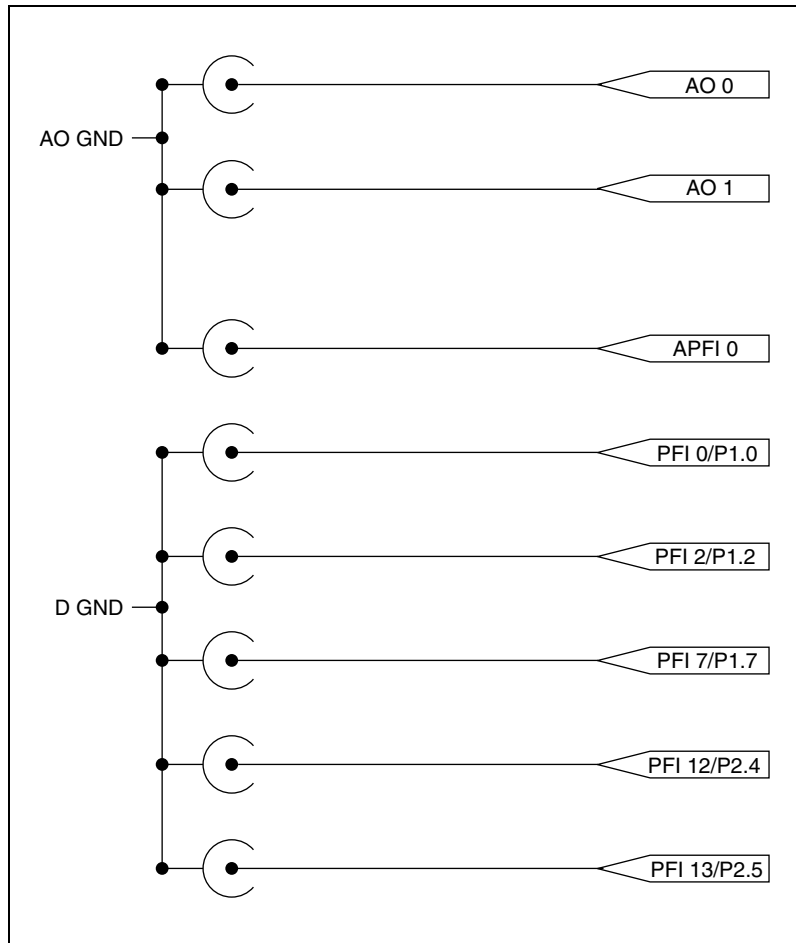 AO 0
AO GND
AO 1
APFI 0
PFI 0/P1.0
PFI 2/P1.2
D GND
PFI 7/P1.7
PFI 12/P2.4
PFI 13/P2.5